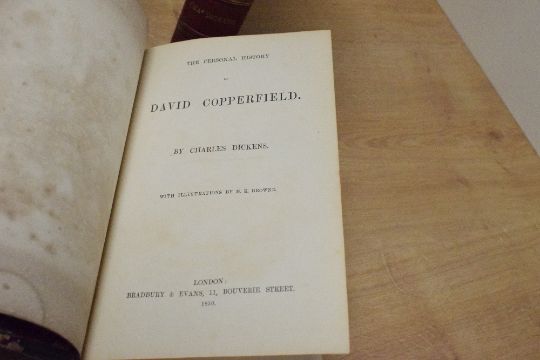 DICKENS
THE PERSONAL HISTORY
OF
DAVID COPPERFIELD.
BY CHARLES DICKENS.
WITH ILLUSTRATIONS BY H. K. BROWNE.
LONDON:
BRADBURY & EVANS, 11, BOUVERIE STREET.
1850.